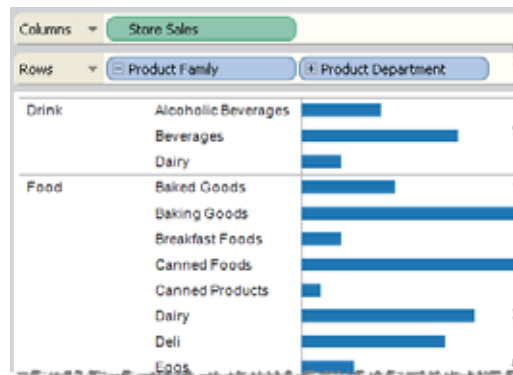 Columns Store Sales
Rows Product Family Product Department
Drink Alcoholic Beverages
Beverages
Dairy
Food Baked Goods
Baking Goods
Breakfast Foods
Canned Foods
Canned Products
Dairy
Deli
Eggs